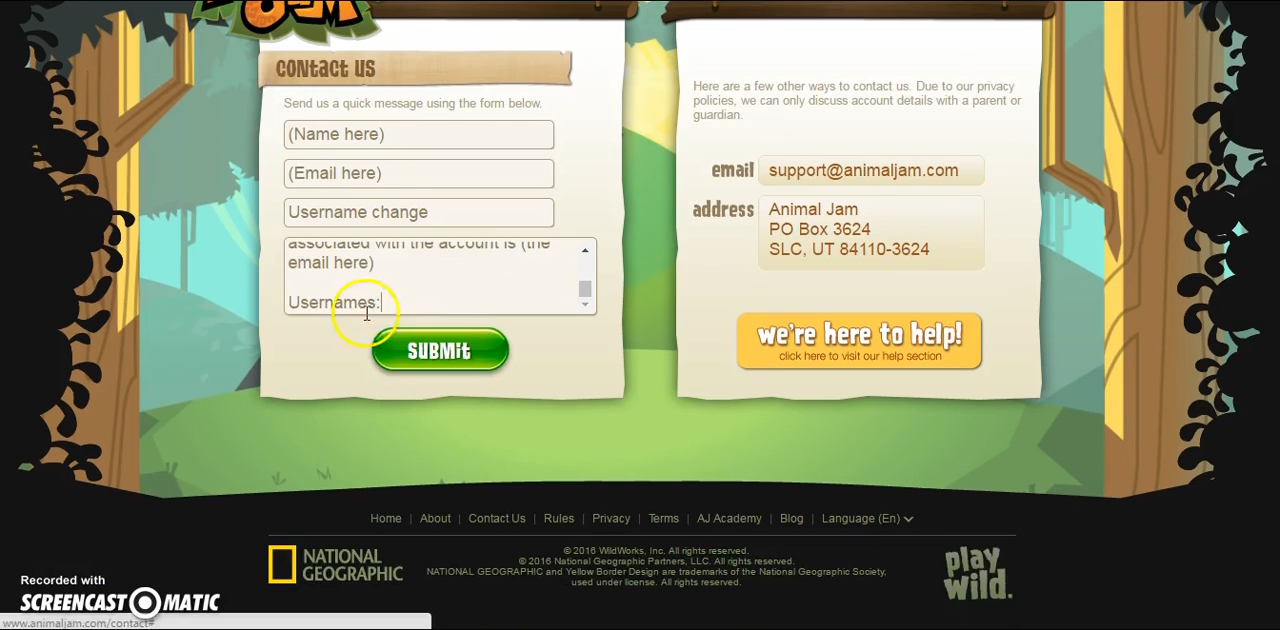 contact us
Send us a quick message using the form below.
(Name here)
(Email here)
Username change
associated with the account is (the
email here)
Usernames:
submit
Here are a few other ways to contact us. Due to our privacy
policies, we can only discuss account details with a parent or
guardian.
email support@animaljam.com
address Animal Jam
PO Box 3624
SLC, UT 84110-3624
we're here to help!
click here to visit our help section
Home | About | Contact Us | Rules | Privacy | Terms | AJ Academy | Blog | Language (En)
NATIONAL
GEOGRAPHIC
© 2016 WildWorks, Inc. All rights reserved.
© 2016 National Geographic Partners, LLC. All rights reserved.
NATIONAL GEOGRAPHIC and Yellow Border Design are trademarks of the National Geographic Society,
used under license. All rights reserved.
play
wild.
Recorded with
SCREENCAST-O-MATIC
www.animaljam.com/contact#